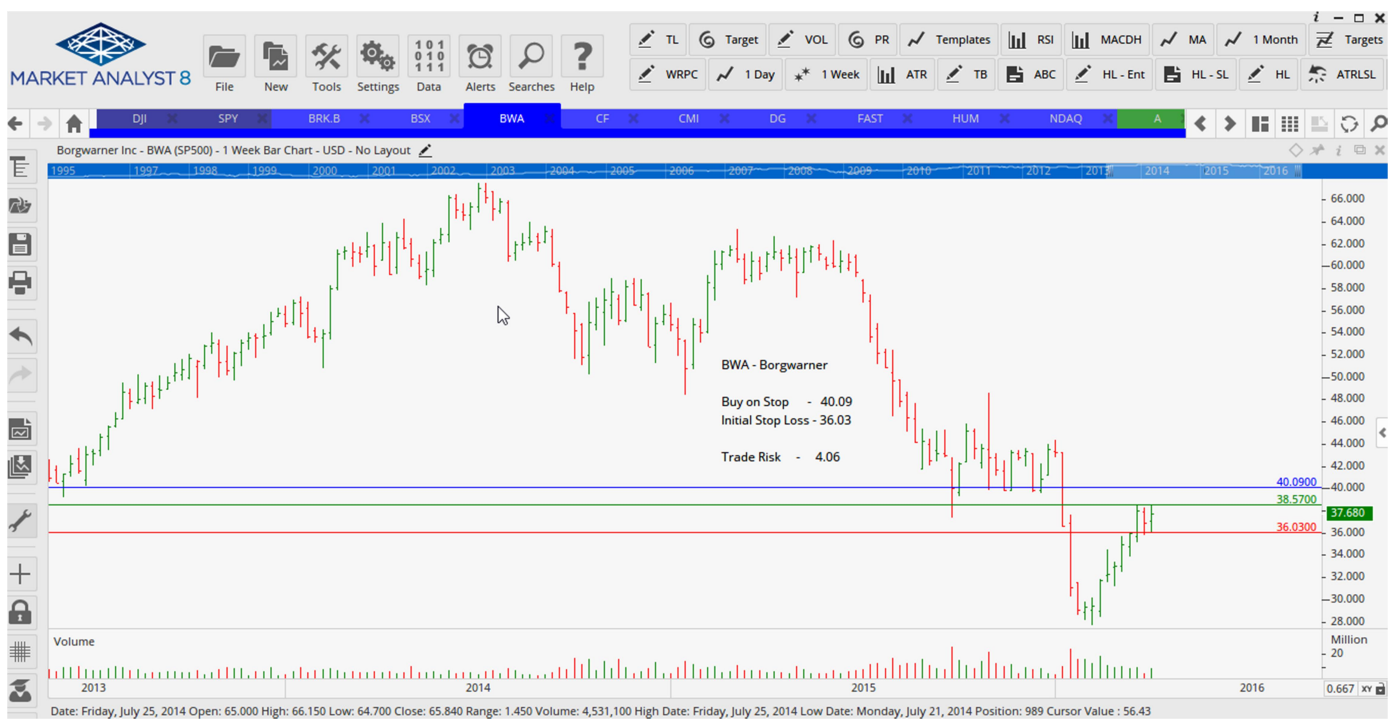 i
MARKET ANALYST 8
File New Tools Settings Data Alerts Searches Help
101
010
111
TL Target VOL PR Templates RSI MACDH MA 1 Month Targets
WRPC 1 Day 1 Week ATR TB ABC HL - Ent HL - SL HL ATRLSL
DJI SPY BRK.B BSX BWA CF CMI DG FAST HUM NDAQ A
Borgwarner Inc - BWA (SP500) - 1 Week Bar Chart - USD - No Layout
1995 1997 1998 1999 2000 2001 2002 2003 2004 2005 2006 2007 2008 2009 2010 2011 2012 2013 2014 2015 2016
66.000
64.000
62.000
60.000
58.000
56.000
54.000
BWA - Borgwarner
52.000
50.000
Buy on Stop - 40.09
48.000
Initial Stop Loss - 36.03
46.000
44.000
Trade Risk - 4.06
42.000
40.0900
40.000
38.5700
37.680
36.0300
36.000
34.000
32.000
30.000
28.000
Volume
Million
20
2013 2014 2015 2016
0.667 XY
Date: Friday, July 25, 2014 Open: 65.000 High: 66.150 Low: 64.700 Close: 65.840 Range: 1.450 Volume: 4,531,100 High Date: Friday, July 25, 2014 Low Date: Monday, July 21, 2014 Position: 989 Cursor Value : 56.43